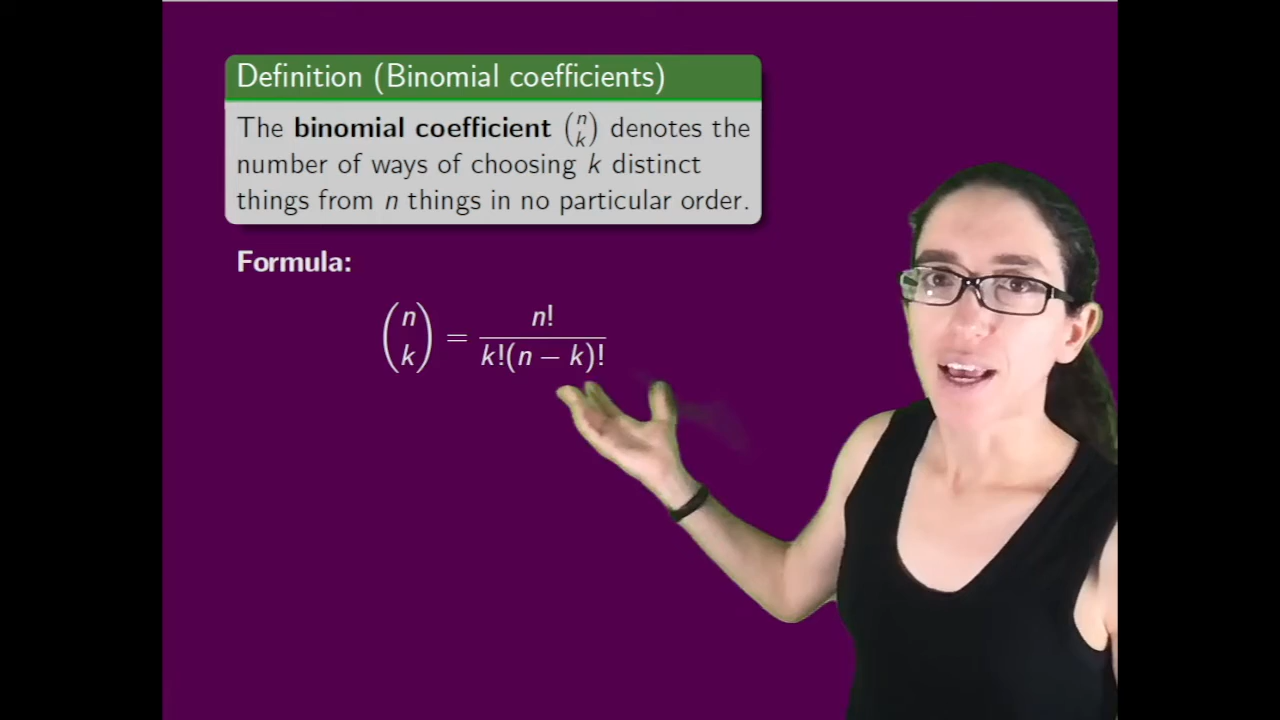 Definition (Binomial coefficients)
The binomial coefficient (n k) denotes the
number of ways of choosing k distinct
things from n things in no particular order.
Formula:
(n k) = n! / k!(n − k)!